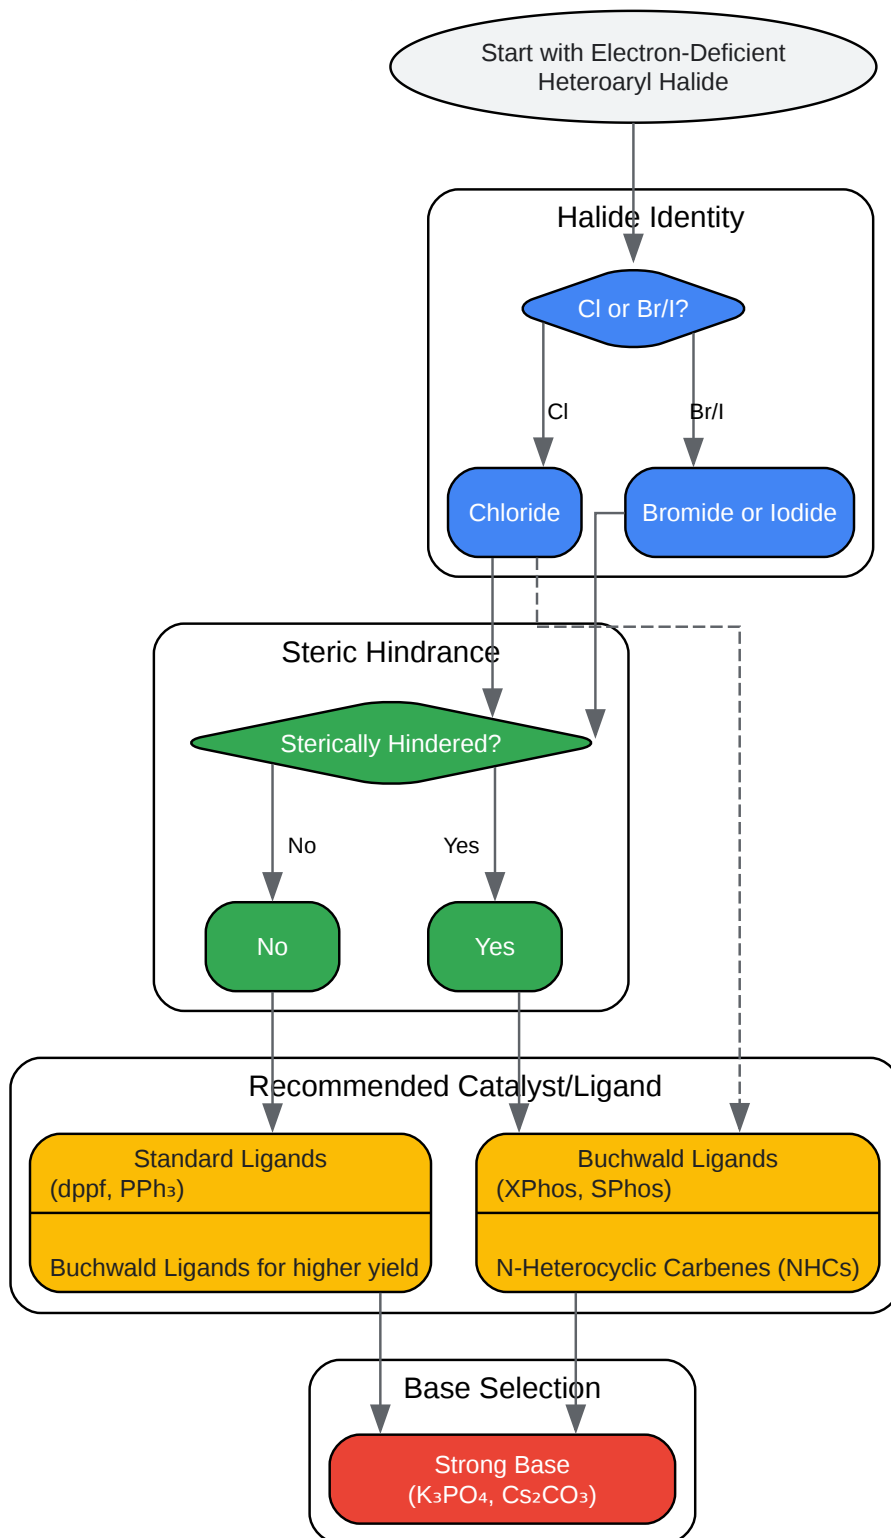 Start with Electron-Deficient
Heteroaryl Halide
Halide Identity
Cl or Br/I?
Cl
Br/I
Chloride
Bromide or Iodide
Steric Hindrance
Sterically Hindered?
No
Yes
No
Yes
Recommended Catalyst/Ligand
Standard Ligands
(dppf, PPh₃)
Buchwald Ligands for higher yield
Buchwald Ligands
(XPhos, SPhos)
N-Heterocyclic Carbenes (NHCs)
Base Selection
Strong Base
(K₃PO₄, Cs₂CO₃)